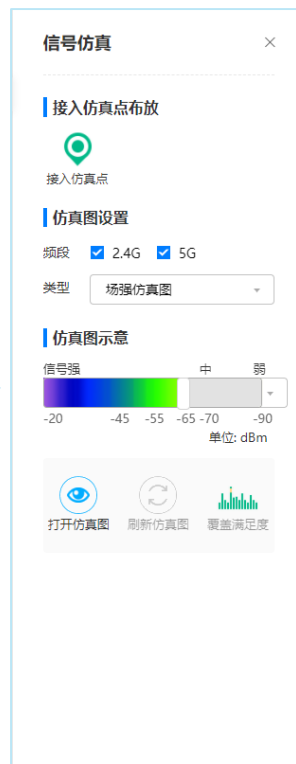 信号仿真
接入仿真点布放
接入仿真点
仿真图设置
频段 2.4G 5G
类型 场强仿真图
仿真图示意
信号强 中 弱
-20 -45 -55 -65 -70 -90
单位: dBm
打开仿真图 刷新仿真图 覆盖满足度